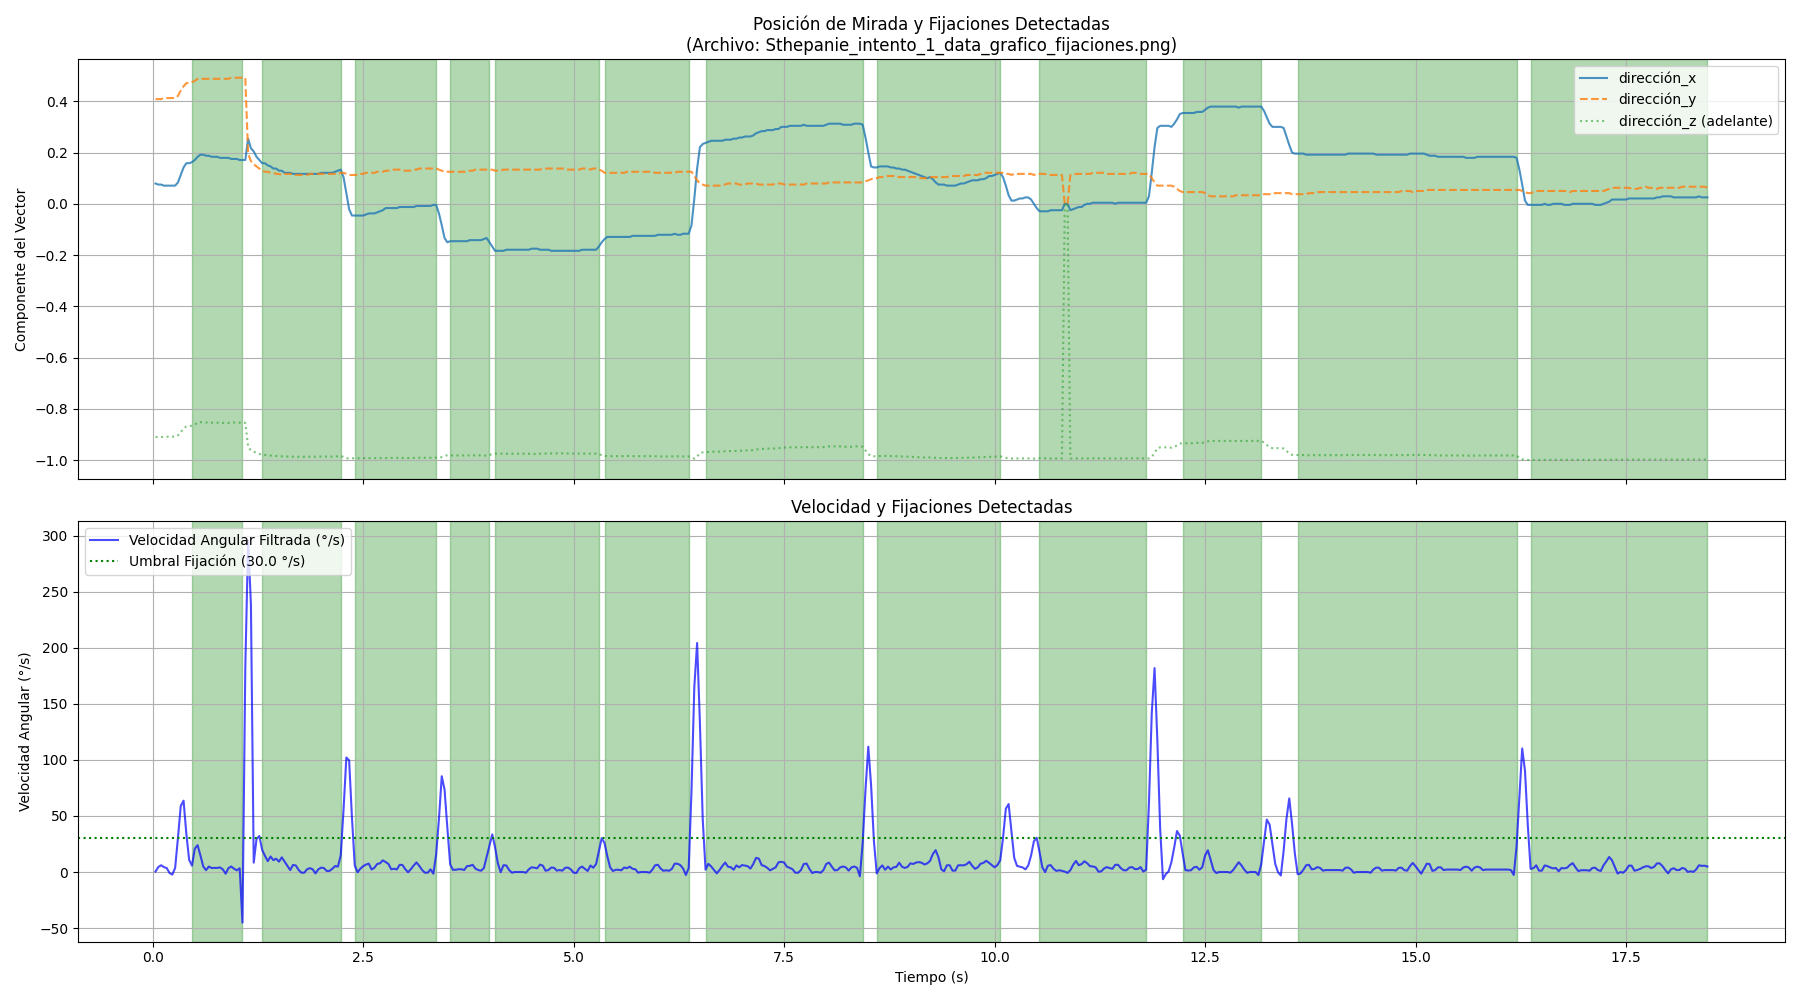 Posición de Mirada y Fijaciones Detectadas
(Archivo: Sthepanie_intento_1_data_grafico_fijaciones.png)
dirección_x
dirección_y
dirección_z (adelante)
Componente del Vector
0.4
0.2
0.0
−0.2
−0.4
−0.6
−0.8
−1.0
Velocidad y Fijaciones Detectadas
Velocidad Angular Filtrada (°/s)
Umbral Fijación (30.0 °/s)
Velocidad Angular (°/s)
300
250
200
150
100
50
0
−50
0.0 2.5 5.0 7.5 10.0 12.5 15.0 17.5
Tiempo (s)